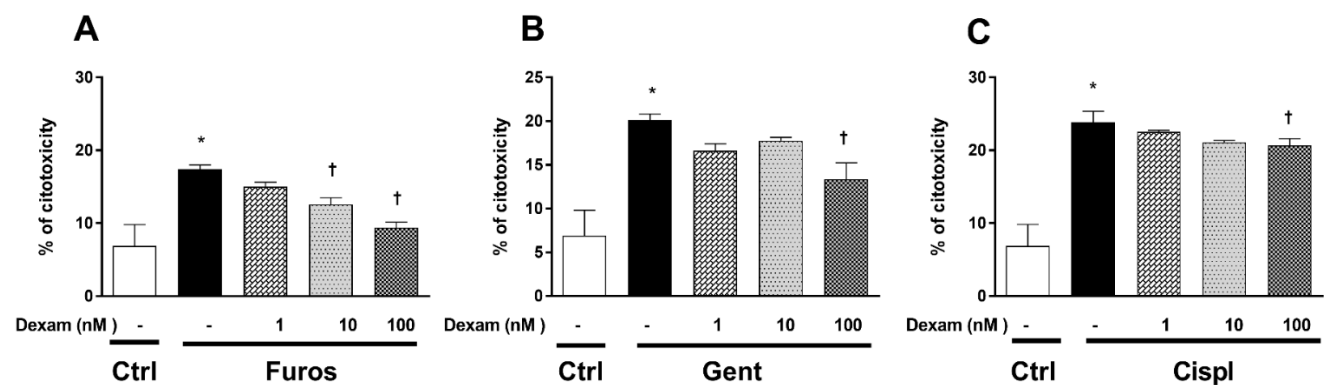 A
% of citotoxicity
30
20
10
0
*
†
†
Dexam (nM ) - - 1 10 100
Ctrl Furos
B
% of citotoxicity
25
20
15
10
5
0
*
†
Dexam (nM ) - - 1 10 100
Ctrl Gent
C
% of citotoxicity
30
20
10
0
*
†
Dexam (nM ) - - 1 10 100
Ctrl Cispl